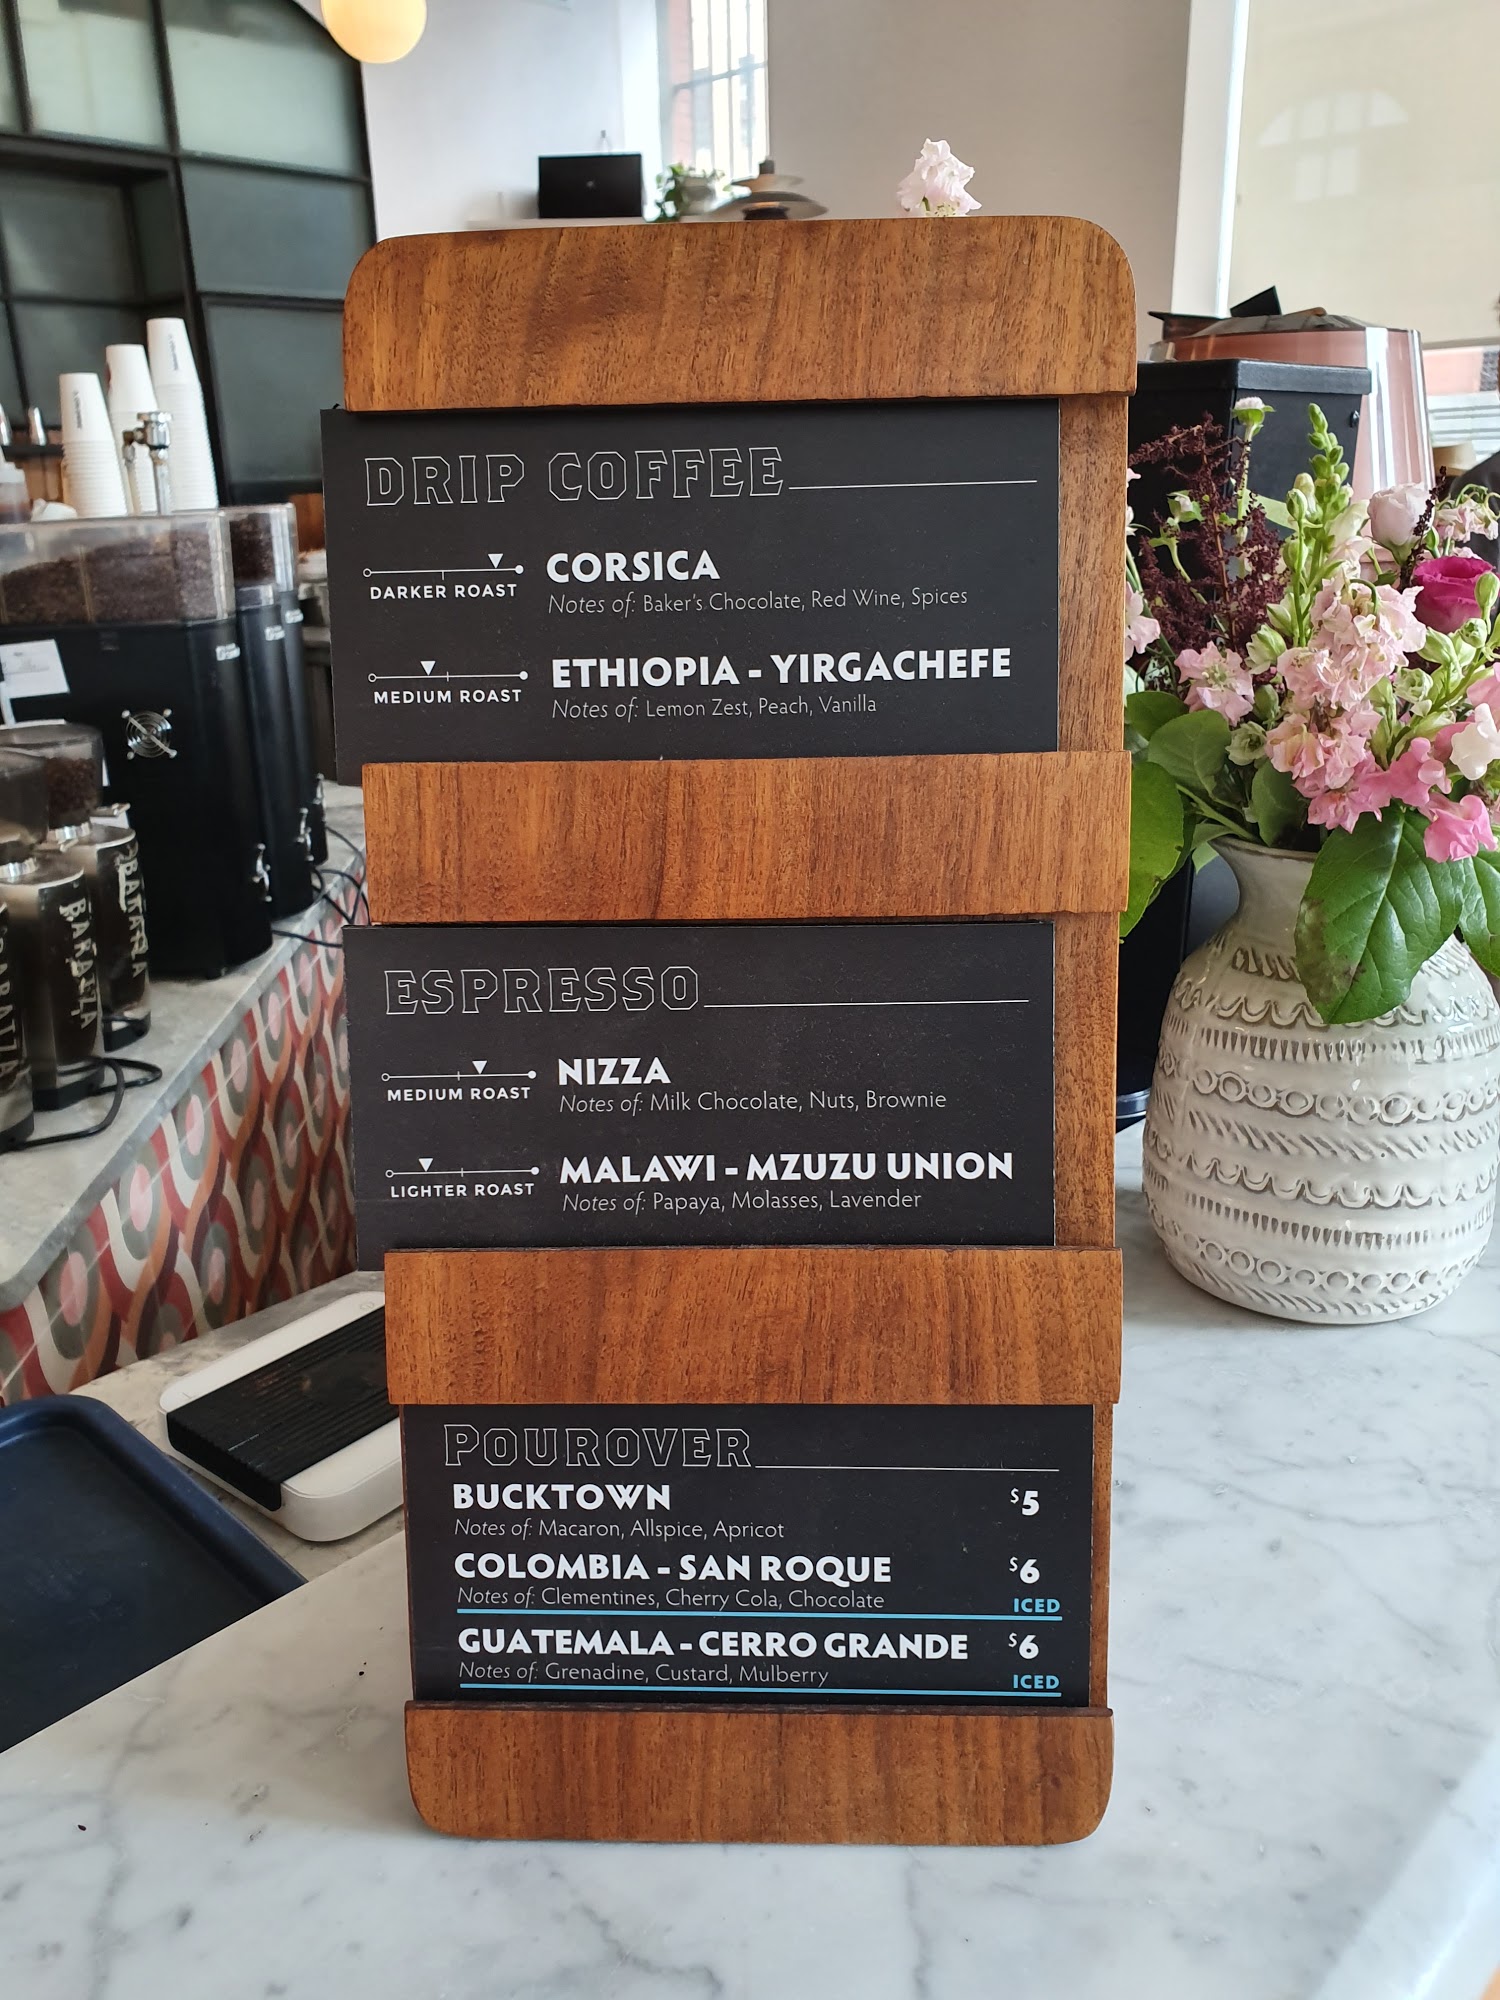 DRIP COFFEE
CORSICA
DARKER ROAST
Notes of: Baker's Chocolate, Red Wine, Spices
ETHIOPIA - YIRGACHEFE
MEDIUM ROAST
Notes of: Lemon Zest, Peach, Vanilla
ESPRESSO
NIZZA
MEDIUM ROAST
Notes of: Milk Chocolate, Nuts, Brownie
MALAWI - MZUZU UNION
LIGHTER ROAST
Notes of: Papaya, Molasses, Lavender
POUROVER
BUCKTOWN $5
Notes of: Macaron, Allspice, Apricot
COLOMBIA - SAN ROQUE $6
Notes of: Clementines, Cherry Cola, Chocolate ICED
GUATEMALA - CERRO GRANDE $6
Notes of: Grenadine, Custard, Mulberry ICED
BARATZA
BARATZA